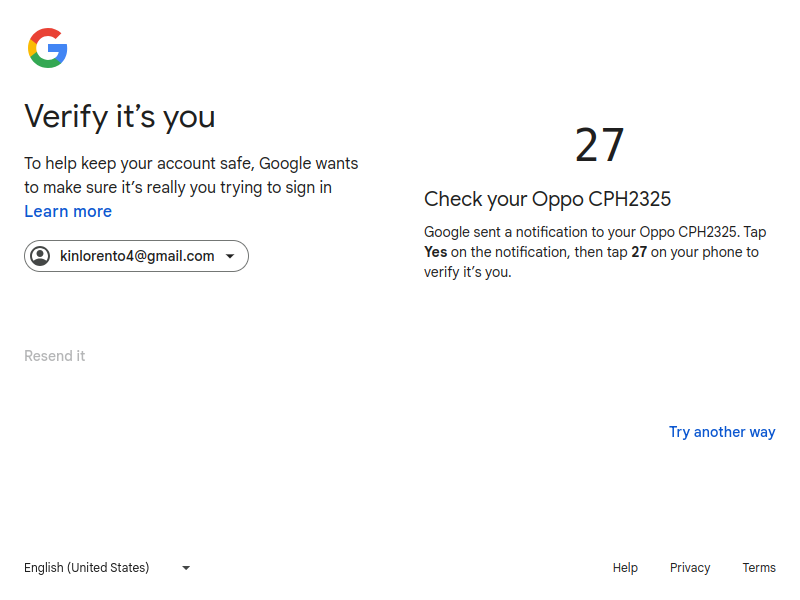 Verify it’s you
To help keep your account safe, Google wants
to make sure it’s really you trying to sign in
Learn more
kinlorento4@gmail.com
Resend it
27
Check your Oppo CPH2325
Google sent a notification to your Oppo CPH2325. Tap
Yes on the notification, then tap 27 on your phone to
verify it’s you.
Try another way
English (United States)
Help
Privacy
Terms